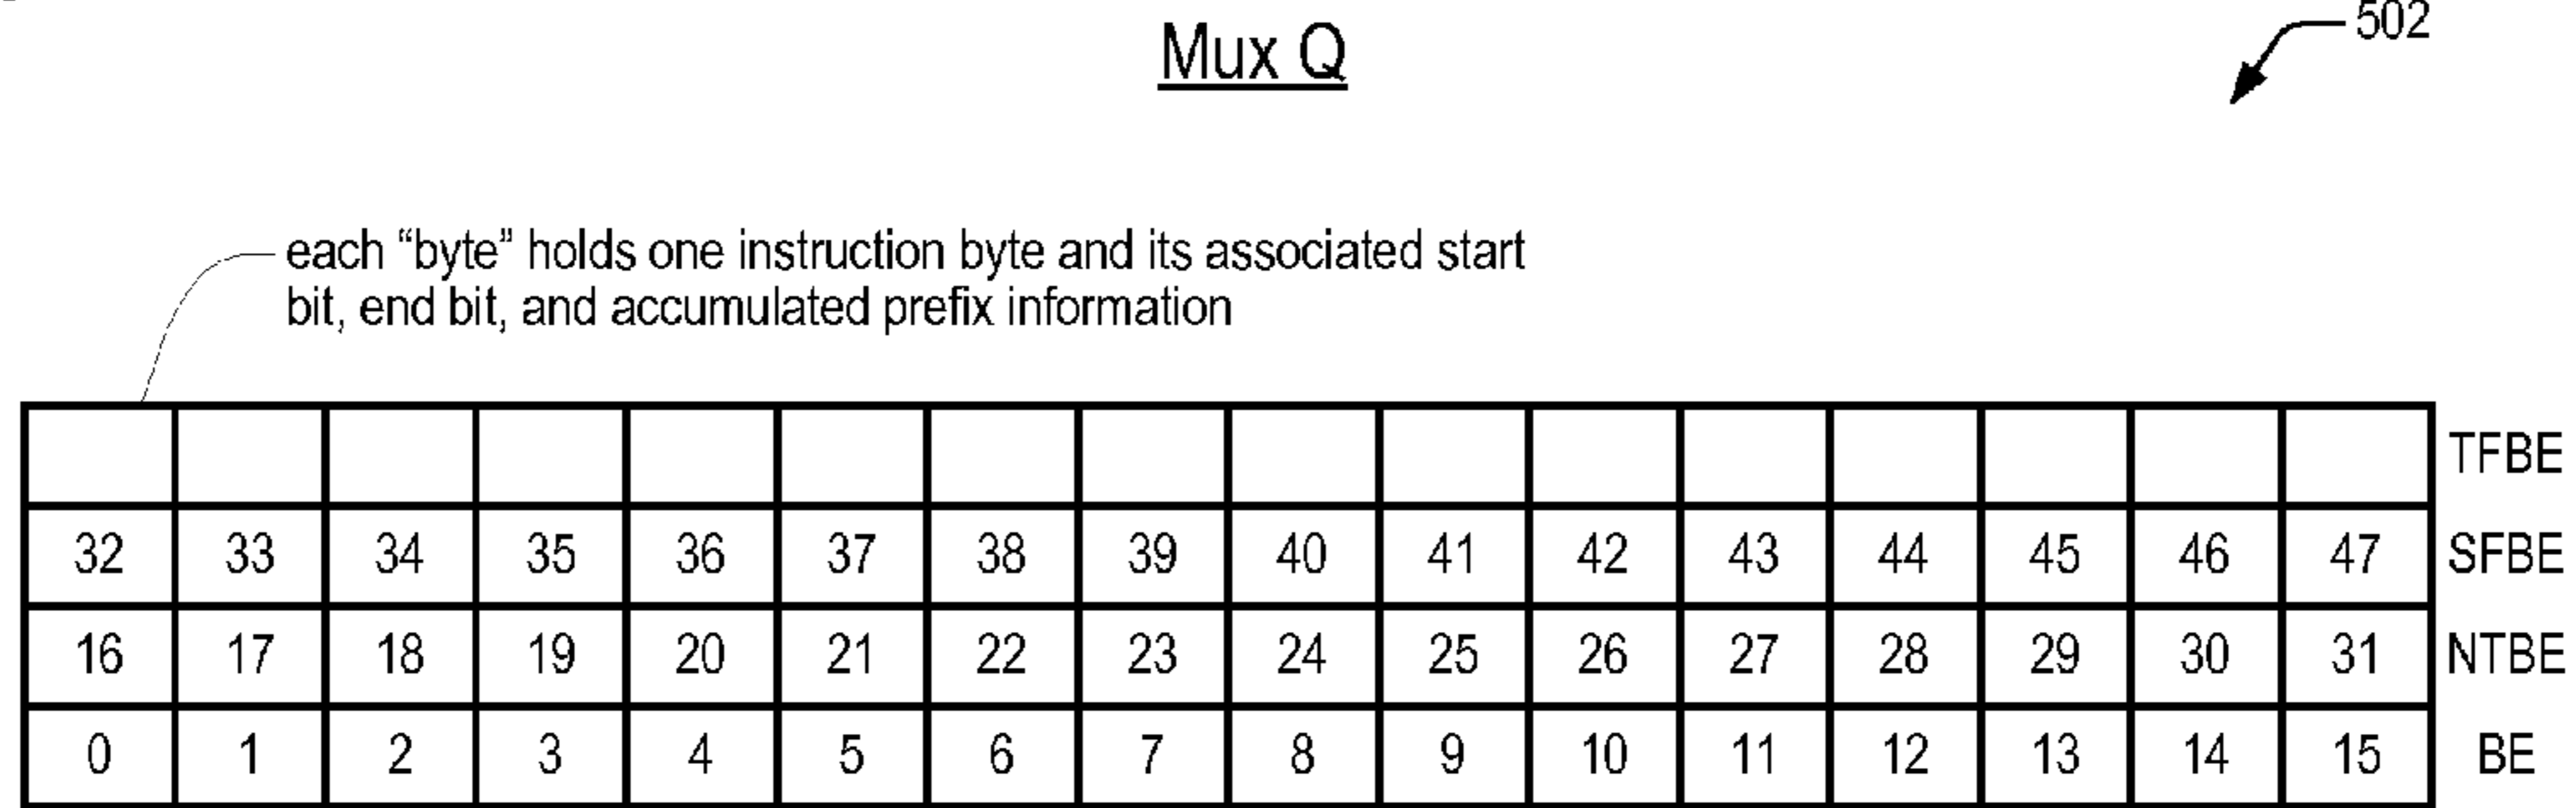 Mux Q
502
each “byte” holds one instruction byte and its associated start
bit, end bit, and accumulated prefix information
TFBE
32 33 34 35 36 37 38 39 40 41 42 43 44 45 46 47 SFBE
16 17 18 19 20 21 22 23 24 25 26 27 28 29 30 31 NTBE
0 1 2 3 4 5 6 7 8 9 10 11 12 13 14 15 BE